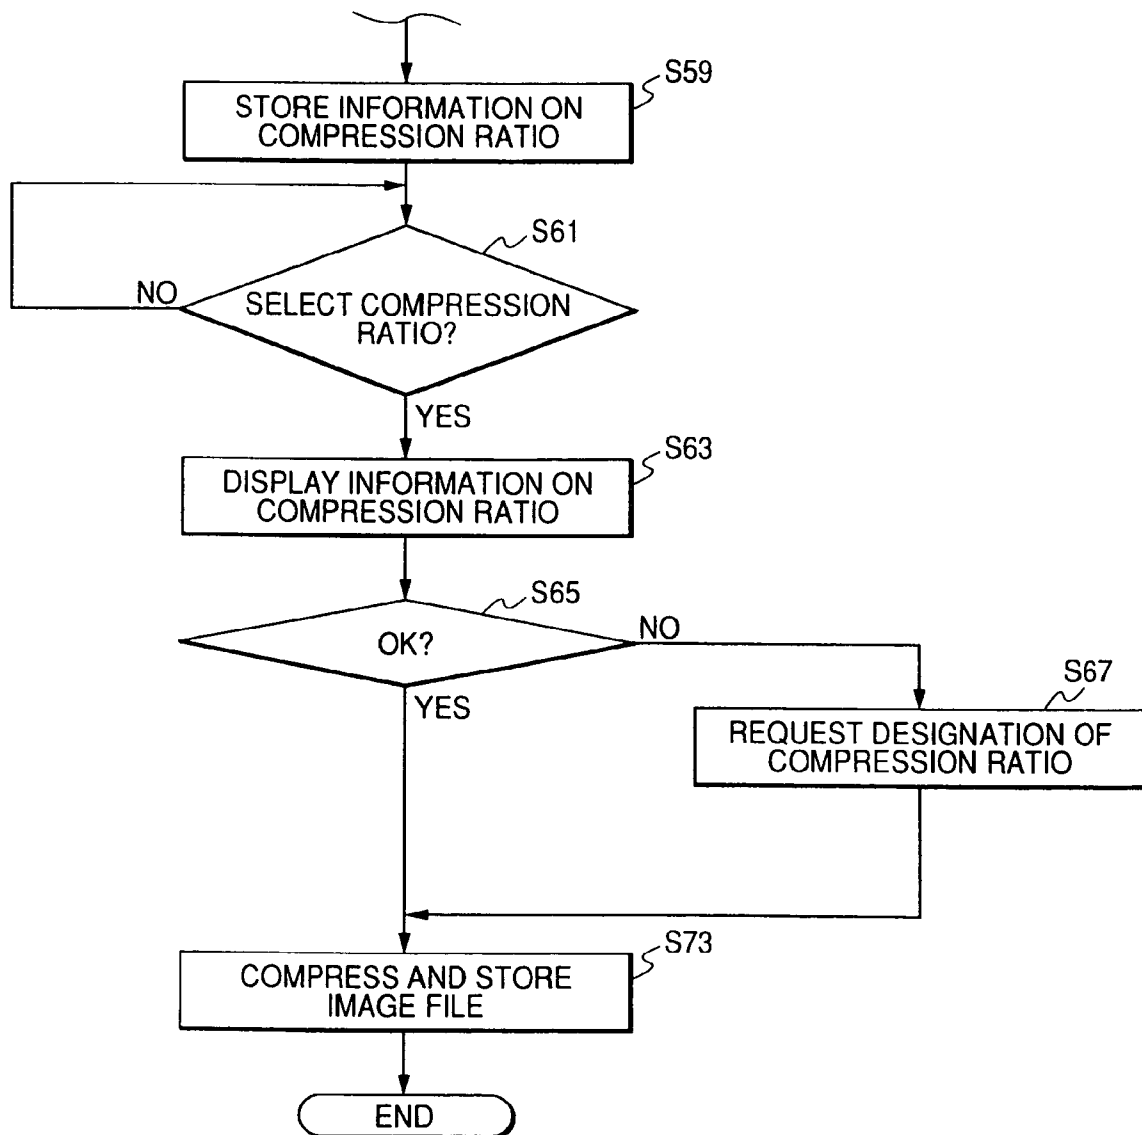 S59
STORE INFORMATION ON
COMPRESSION RATIO
S61
NO
SELECT COMPRESSION
RATIO?
YES
S63
DISPLAY INFORMATION ON
COMPRESSION RATIO
S65
OK?
NO
YES
S67
REQUEST DESIGNATION OF
COMPRESSION RATIO
S73
COMPRESS AND STORE
IMAGE FILE
END